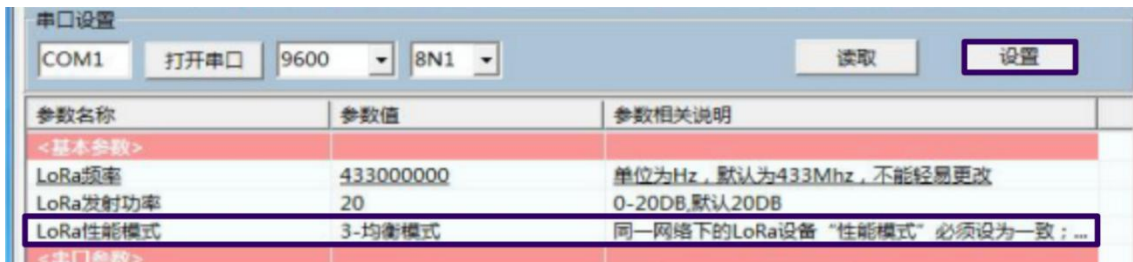 串口设置
COM1 打开串口 9600 8N1 读取 设置
参数名称 参数值 参数相关说明
<基本参数>
LoRa频率 433000000 单位为Hz，默认为433Mhz，不能轻易更改
LoRa发射功率 20 0-20DB,默认20DB
LoRa性能模式 3-均衡模式 同一网络下的LoRa设备“性能模式”必须设为一致；...
<串口参数>